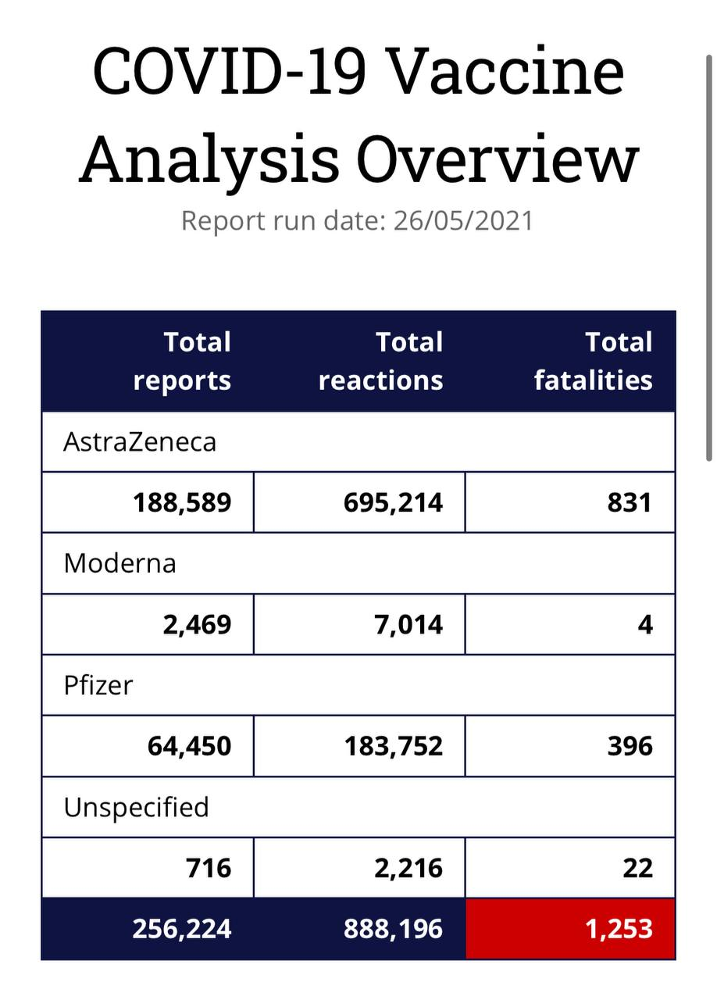 COVID-19 Vaccine
Analysis Overview
Report run date: 26/05/2021
Total reports Total reactions Total fatalities
AstraZeneca
188,589 695,214 831
Moderna
2,469 7,014 4
Pfizer
64,450 183,752 396
Unspecified
716 2,216 22
256,224 888,196 1,253